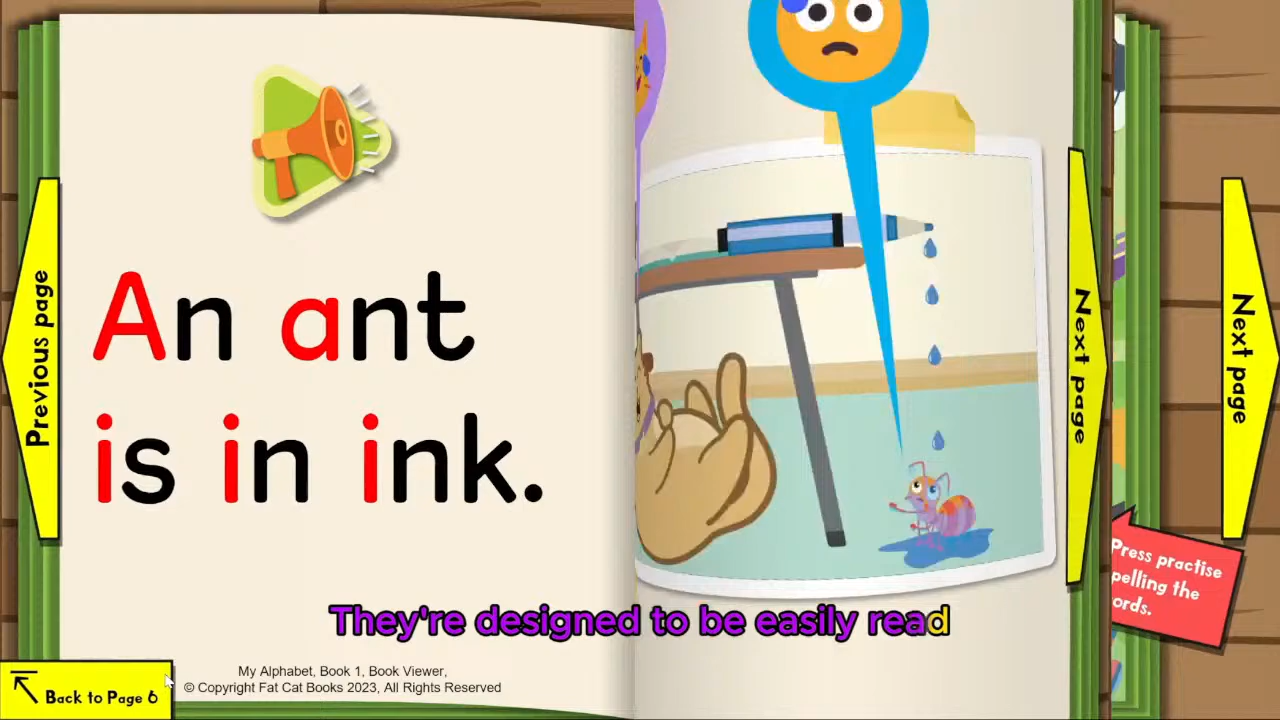 Previous page
An ant
is in ink.
Next page
Next page
Press practise
pelling the
ords.
They're designed to be easily read
Back to Page 6
My Alphabet, Book 1, Book Viewer,
© Copyright Fat Cat Books 2023, All Rights Reserved